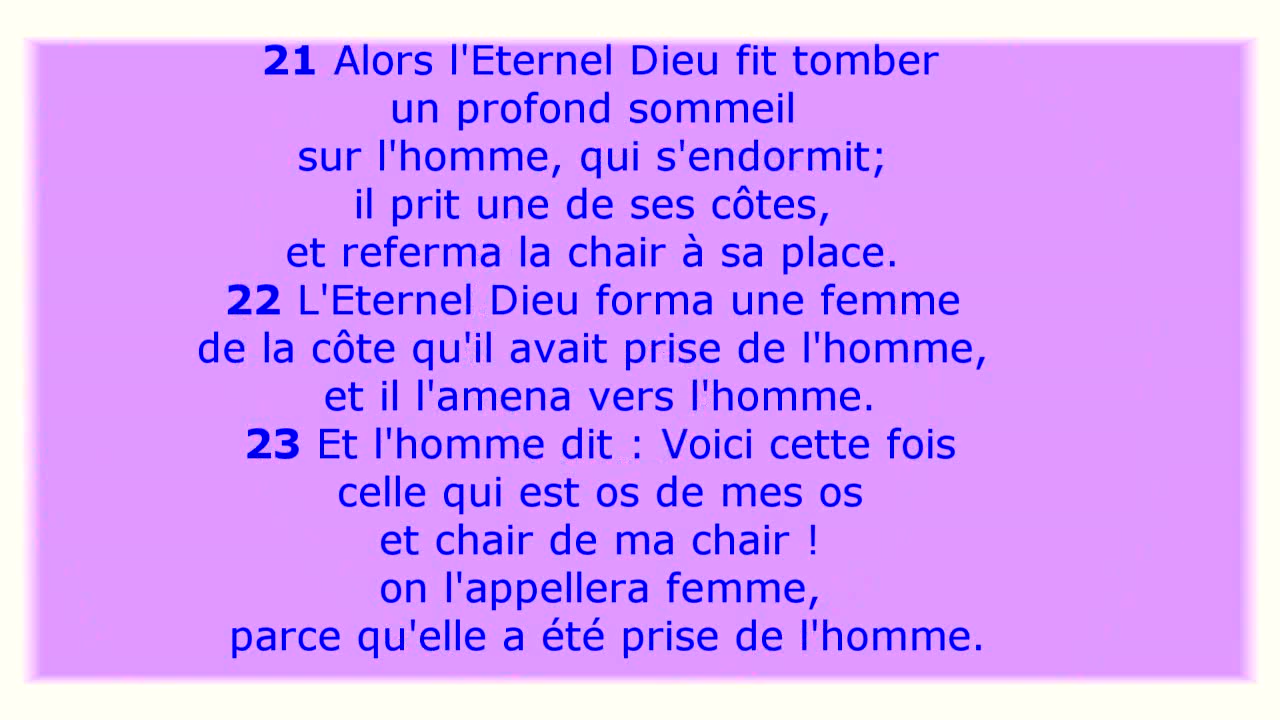 21 Alors l'Eternel Dieu fit tomber
un profond sommeil
sur l'homme, qui s'endormit;
il prit une de ses côtes,
et referma la chair à sa place.
22 L'Eternel Dieu forma une femme
de la côte qu'il avait prise de l'homme,
et il l'amena vers l'homme.
23 Et l'homme dit : Voici cette fois
celle qui est os de mes os
et chair de ma chair !
on l'appellera femme,
parce qu'elle a été prise de l'homme.